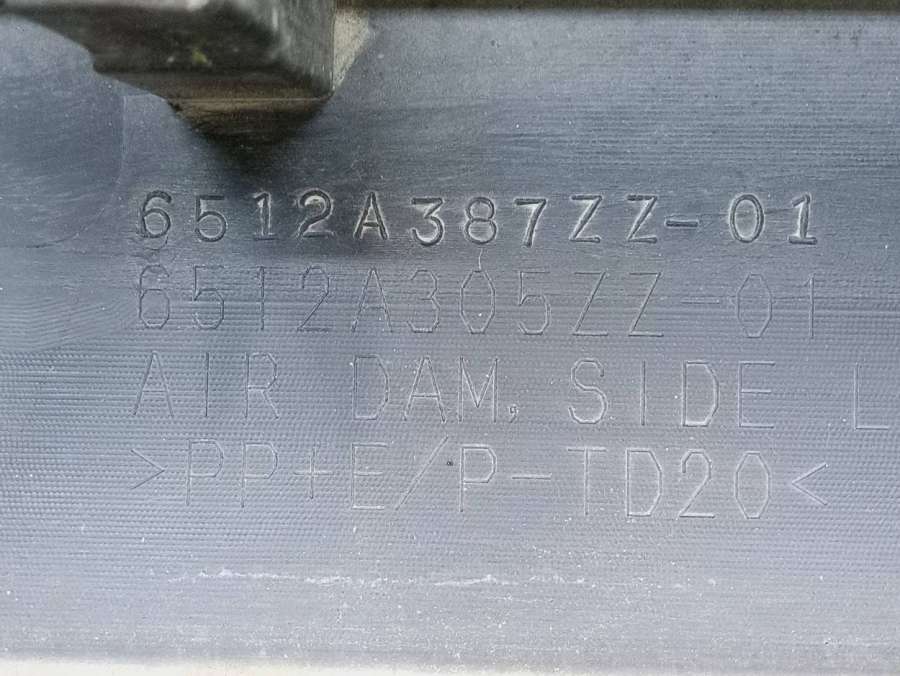 6512A387ZZ-01
6512A305ZZ-01
AIR DAM, SIDE L
>PP+E/P-TD20<